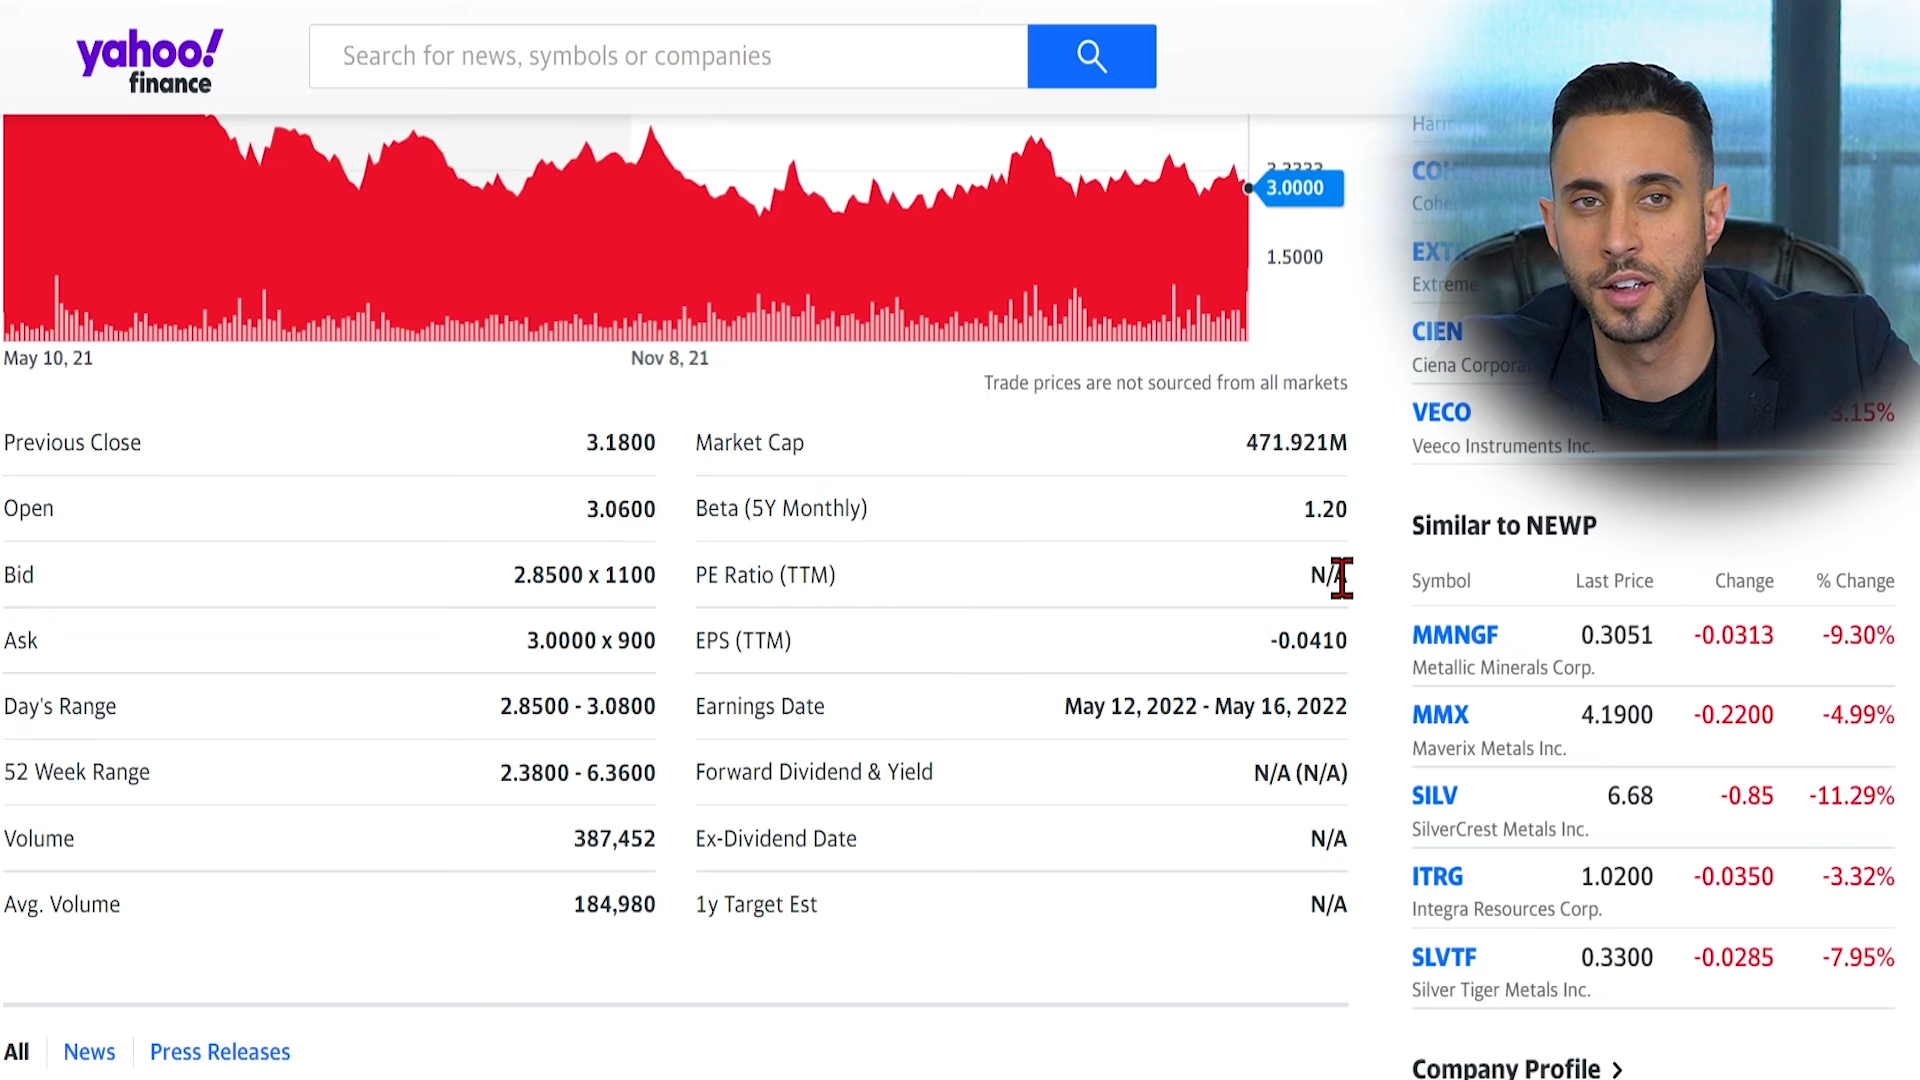 yahoo!
finance
Search for news, symbols or companies
3.0000
1.5000
May 10, 21
Nov 8, 21
Trade prices are not sourced from all markets
Previous Close 3.1800
Open 3.0600
Bid 2.8500 x 1100
Ask 3.0000 x 900
Day's Range 2.8500 - 3.0800
52 Week Range 2.3800 - 6.3600
Volume 387,452
Avg. Volume 184,980
Market Cap 471.921M
Beta (5Y Monthly) 1.20
PE Ratio (TTM) N/A
EPS (TTM) -0.0410
Earnings Date May 12, 2022 - May 16, 2022
Forward Dividend & Yield N/A (N/A)
Ex-Dividend Date N/A
1y Target Est N/A
All News Press Releases
Extreme
CIEN
Ciena
VECO -3.15%
Veeco Instruments Inc.
Similar to NEWP
Symbol Last Price Change % Change
MMNGF 0.3051 -0.0313 -9.30%
Metallic Minerals Corp.
MMX 4.1900 -0.2200 -4.99%
Maverix Metals Inc.
SILV 6.68 -0.85 -11.29%
SilverCrest Metals Inc.
ITRG 1.0200 -0.0350 -3.32%
Integra Resources Corp.
SLVTF 0.3300 -0.0285 -7.95%
Silver Tiger Metals Inc.
Company Profile >